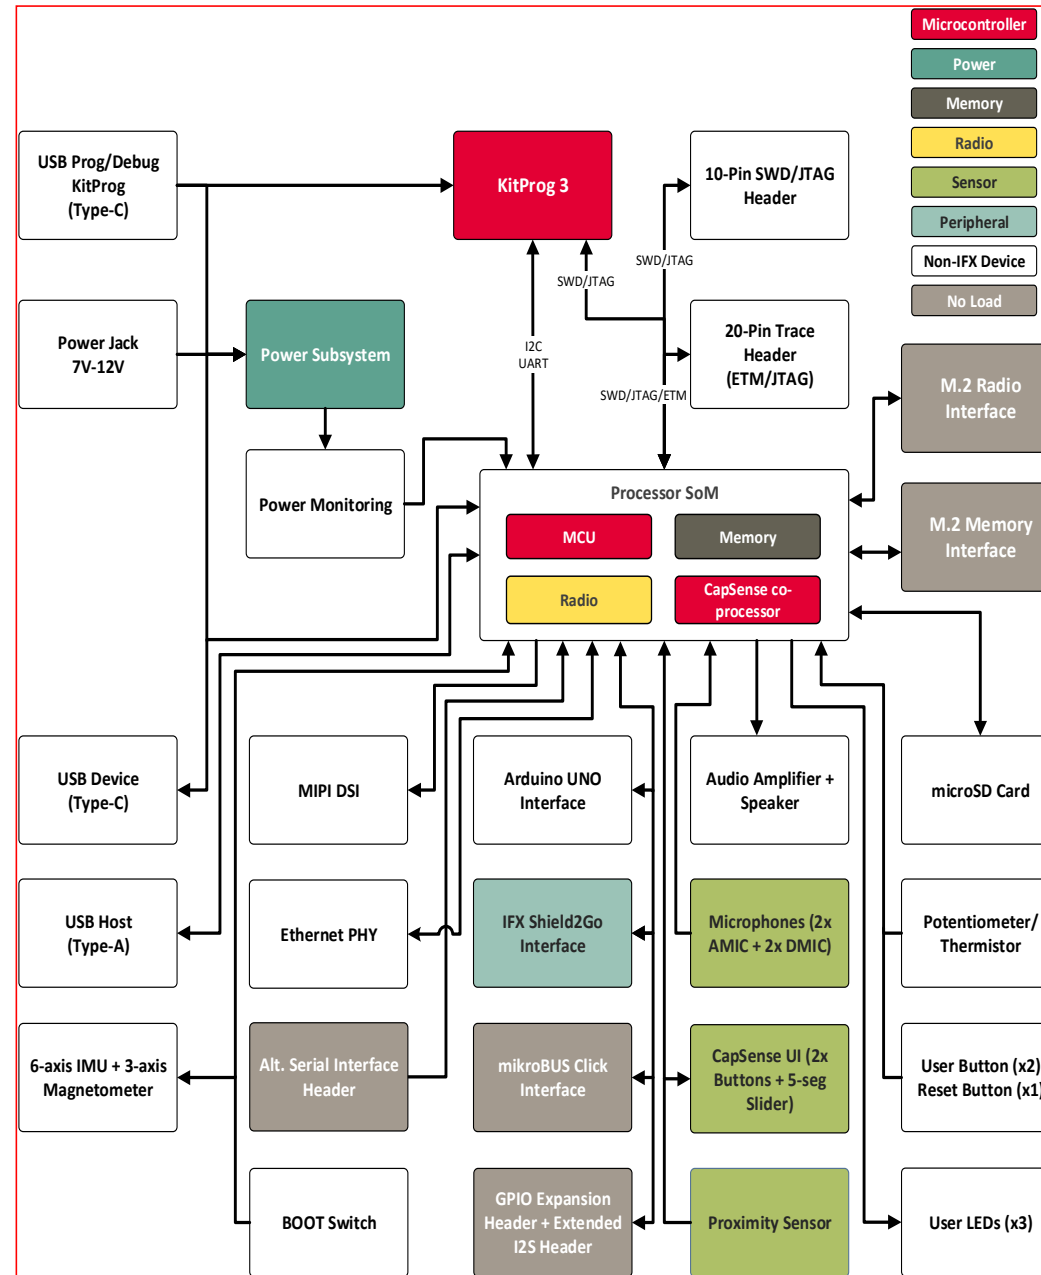 Microcontroller
Power
Memory
Radio
Sensor
Peripheral
Non-IFX Device
No Load
USB Prog/Debug
KitProg
(Type-C)
KitProg 3
10-Pin SWD/JTAG
Header
SWD/JTAG
SWD/JTAG
Power Jack
7V-12V
Power Subsystem
I2C
UART
20-Pin Trace
Header
(ETM/JTAG)
SWD/JTAG/ETM
M.2 Radio
Interface
Power Monitoring
Processor SoM
MCU
Memory
Radio
CapSense co-
processor
M.2 Memory
Interface
USB Device
(Type-C)
MIPI DSI
Arduino UNO
Interface
Audio Amplifier +
Speaker
microSD Card
USB Host
(Type-A)
Ethernet PHY
IFX Shield2Go
Interface
Microphones (2x
AMIC + 2x DMIC)
Potentiometer/
Thermistor
6-axis IMU + 3-axis
Magnetometer
Alt. Serial Interface
Header
mikroBUS Click
Interface
CapSense UI (2x
Buttons + 5-seg
Slider)
User Button (x2)
Reset Button (x1)
BOOT Switch
GPIO Expansion
Header + Extended
I2S Header
Proximity Sensor
User LEDs (x3)